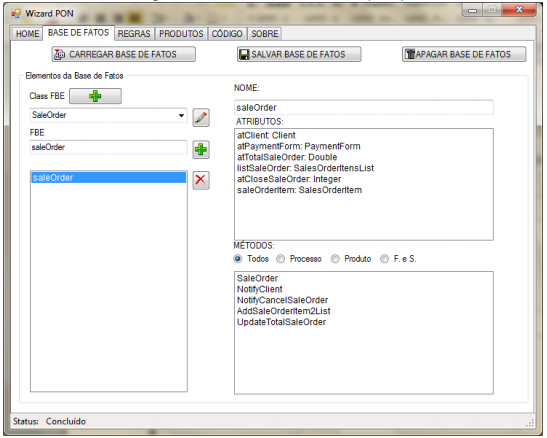 Wizard PON
HOME BASE DE FATOS REGRAS PRODUTOS CÓDIGO SOBRE
CARREGAR BASE DE FATOS SALVAR BASE DE FATOS APAGAR BASE DE FATOS
Elementos da Base de Fatos
Class FBE
SaleOrder
FBE
saleOrder
saleOrder
NOME:
saleOrder
ATRIBUTOS:
atClient: Client
atPaymentForm: PaymentForm
atTotalSaleOrder: Double
listSaleOrder: SalesOrderItensList
atCloseSaleOrder: Integer
saleOrderItem: SalesOrderItem
MÉTODOS:
Todos Processo Produto F. e S.
SaleOrder
NotifyClient
NotifyCancelSaleOrder
AddSaleOrderItem2List
UpdateTotalSaleOrder
Status: Concluído